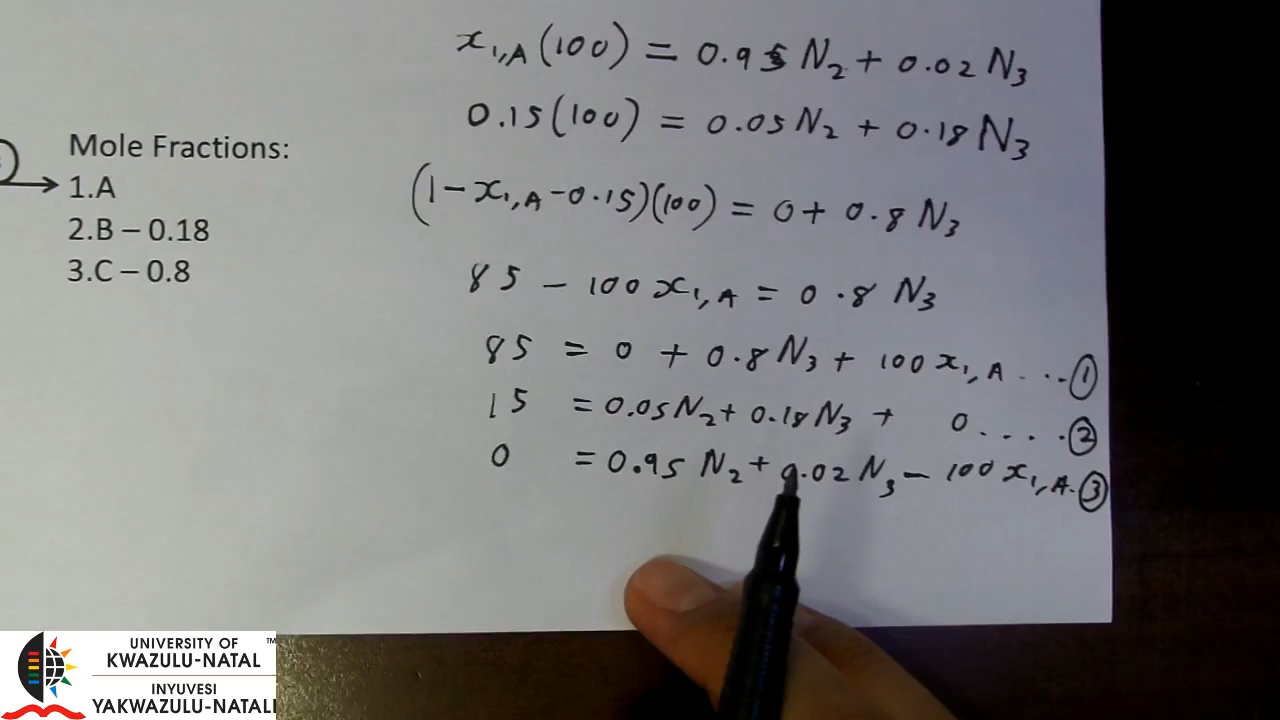 x1,A(100) = 0.95 N2 + 0.02 N3
0.15(100) = 0.05 N2 + 0.18 N3
(1 - x1,A - 0.15)(100) = 0 + 0.8 N3
85 - 100 x1,A = 0.8 N3
85 = 0 + 0.8 N3 + 100 x1,A ... ①
15 = 0.05 N2 + 0.18 N3 + 0 .... ②
0 = 0.95 N2 + 0.02 N3 - 100 x1,A. ③
Mole Fractions:
1.A
2.B – 0.18
3.C – 0.8
UNIVERSITY OF ™
KWAZULU-NATAL
INYUVESI
YAKWAZULU-NATALI